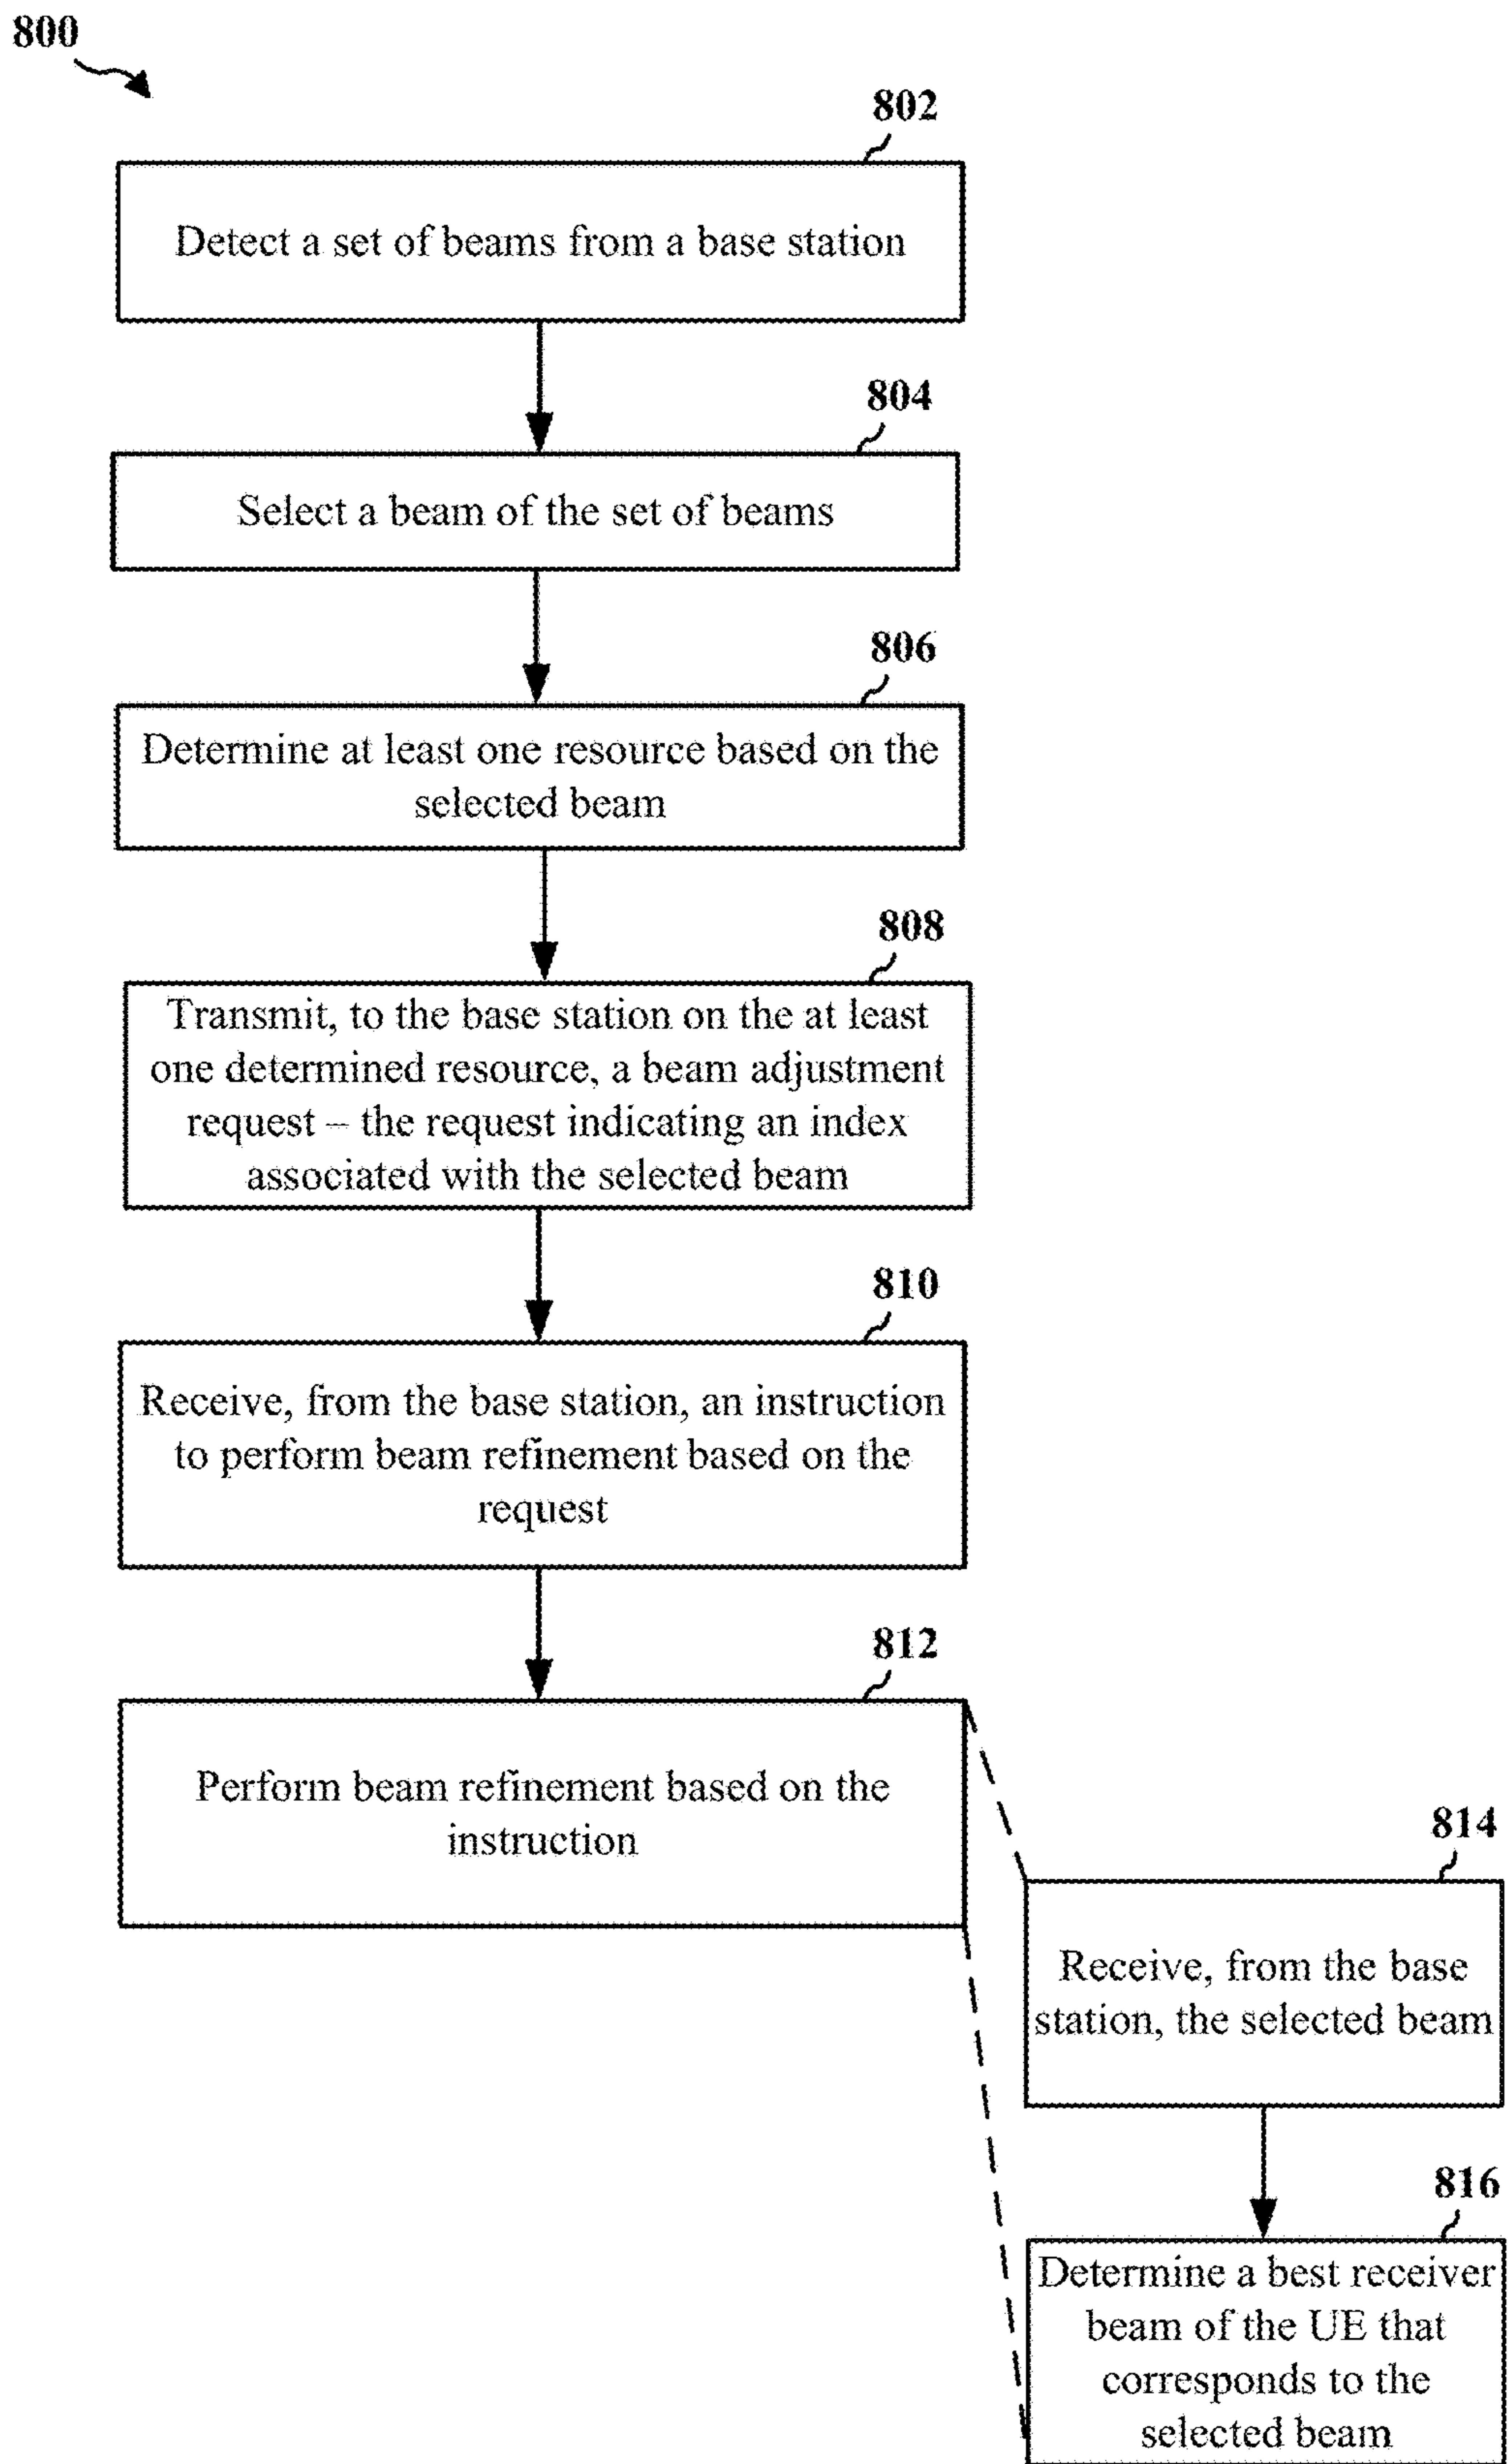 800
802
Detect a set of beams from a base station
804
Select a beam of the set of beams
806
Determine at least one resource based on the
selected beam
808
Transmit, to the base station on the at least
one determined resource, a beam adjustment
request – the request indicating an index
associated with the selected beam
810
Receive, from the base station, an instruction
to perform beam refinement based on the
request
812
Perform beam refinement based on the
instruction
814
Receive, from the base
station, the selected beam
816
Determine a best receiver
beam of the UE that
corresponds to the
selected beam